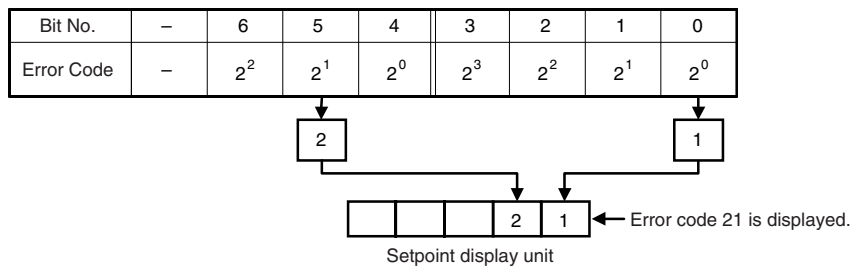 Bit No. – 6 5 4 3 2 1 0
Error Code – 2² 2¹ 2⁰ 2³ 2² 2¹ 2⁰
2 1
2 1 Error code 21 is displayed.
Setpoint display unit